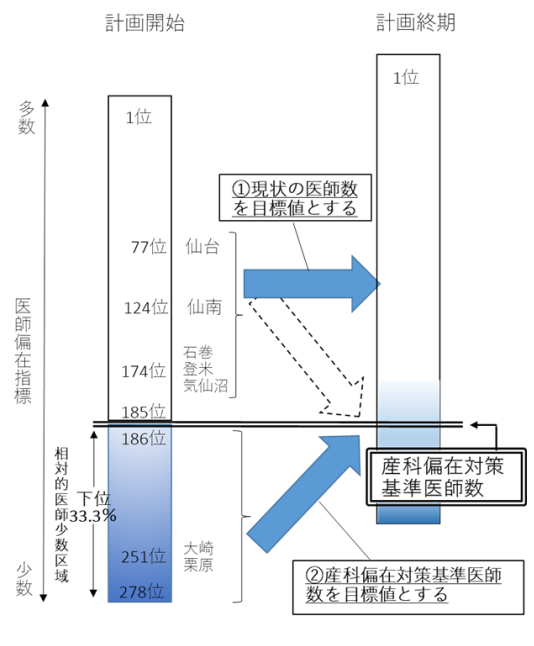 計画開始
計画終期
多数
医師偏在指標
少数
1位
77位
仙台
124位
仙南
174位
石巻
登米
気仙沼
185位
186位
251位
大崎
栗原
278位
相対的医師少数区域
下位
33.3%
1位
①現状の医師数
を目標値とする
産科偏在対策
基準医師数
②産科偏在対策基準医師
数を目標値とする